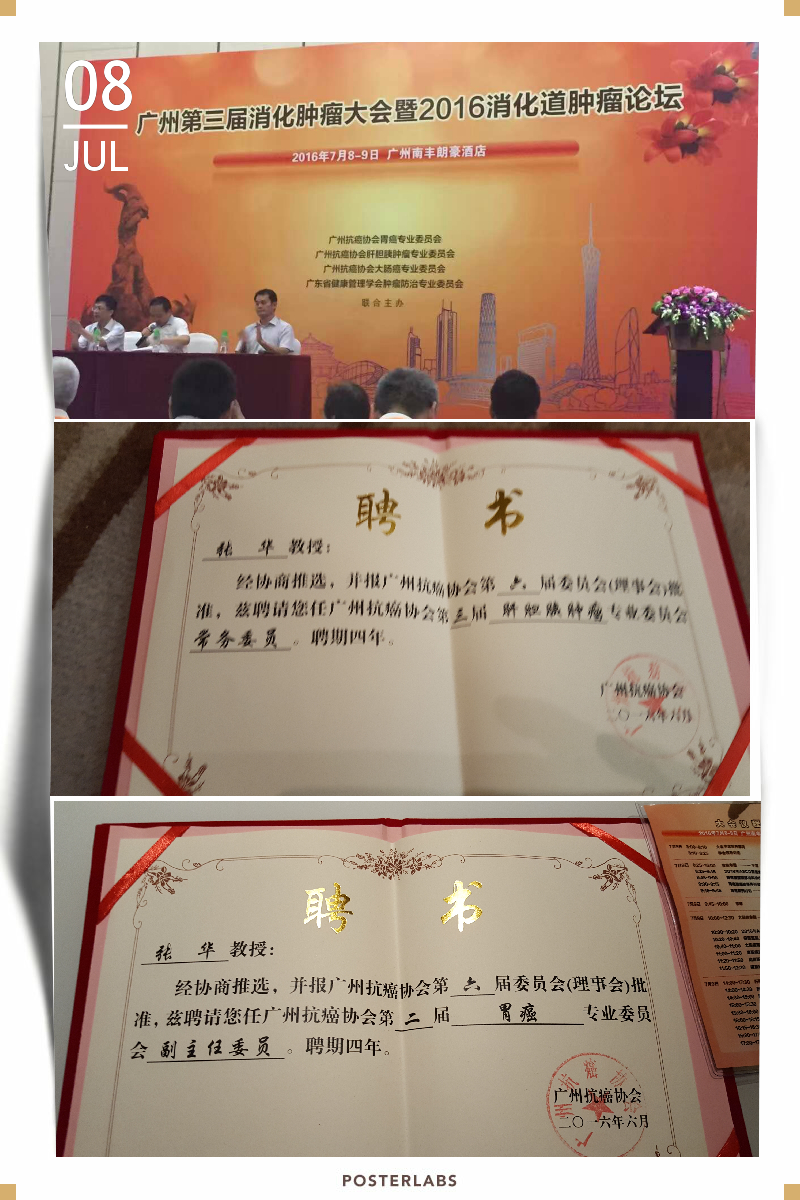 08
JUL
广州第三届消化肿瘤大会暨2016消化道肿瘤论坛
2016年7月8-9日 广州南丰朗豪酒店
广州抗癌协会胃癌专业委员会
广州抗癌协会肝胆胰肿瘤专业委员会
广州抗癌协会大肠癌专业委员会
广东省健康管理学会肿瘤防治专业委员会
联合主办
聘 书
张 华 教授:
经协商推选，并报广州抗癌协会第 六 届委员会(理事会)批
准，兹聘请您任广州抗癌协会第三届 肝胆胰肿瘤 专业委员会
常务委员 。聘期四年。
广州抗癌协会
二〇一六年六月
聘 书
张 华 教授:
经协商推选，并报广州抗癌协会第 六 届委员会(理事会)批
准，兹聘请您任广州抗癌协会第 二 届 胃癌 专业委员
会 副主任委员 。聘期四年。
广州抗癌协会
广州抗癌协会
二〇一六年六月
POSTERLABS